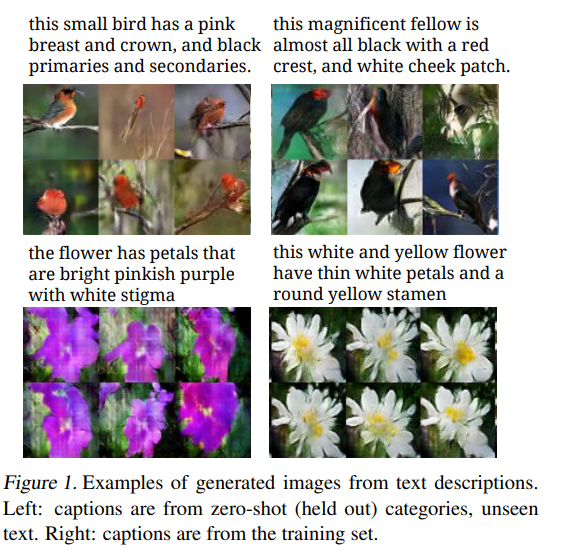 this small bird has a pink
breast and crown, and black
primaries and secondaries.
this magnificent fellow is
almost all black with a red
crest, and white cheek patch.
the flower has petals that
are bright pinkish purple
with white stigma
this white and yellow flower
have thin white petals and a
round yellow stamen
Figure 1. Examples of generated images from text descriptions.
Left: captions are from zero-shot (held out) categories, unseen
text. Right: captions are from the training set.